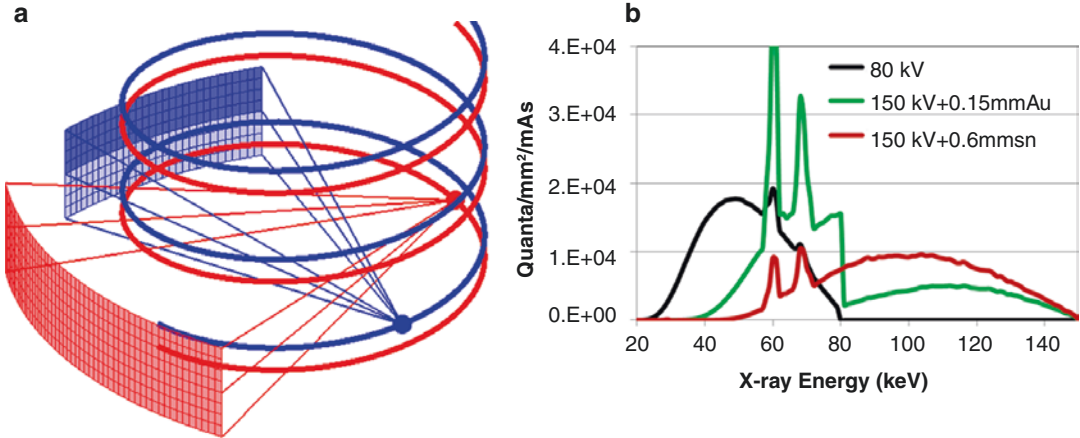 a
b
4.E+04
3.E+04
2.E+04
1.E+04
0.E+00
Quanta/mm²/mAs
80 kV
150 kV+0.15mmAu
150 kV+0.6mmsn
20 40 60 80 100 120 140
X-ray Energy (keV)